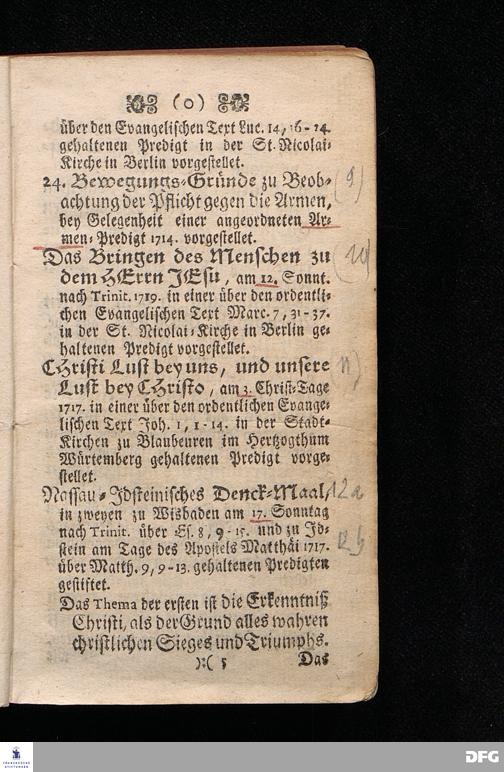 (o)
über den Evangelischen Text Luc. 14, 16-24.
gehaltenen Predigt in der St. Nicolai-
Kirche in Berlin vorgestellet.
24. Bewegungs-Gründe zu Beob-
achtung der Pflicht gegen die Armen,
bey Gelegenheit einer angeordneten Ar-
men-Predigt 1714. vorgestellet.
Das Bringen des Menschen zu
dem HErrn JEsu, am 12. Sonnt.
nach Trinit. 1719. in einer über den ordentli-
chen Evangelischen Text Marc. 7, 31-37.
in der St. Nicolai-Kirche in Berlin ge-
haltenen Predigt vorgestellet.
CHristi Lust bey uns, und unsere
Lust bey CHristo, am 3. Christ-Tage
1717. in einer über den ordentlichen Evange-
lischen Text Joh. 1, 1-14. in der Stadt-
Kirchen zu Blaubeuren im Hertzogthum
Würtemberg gehaltenen Predigt vorge-
stellet.
Nassau-Idsteinisches Denck-Maal,
in zweyen zu Wisbaden am 17. Sonntag
nach Trinit. über Es. 8, 9-15. und zu Id-
stein am Tage des Apostels Matthäi 1717.
über Matth. 9, 9-13. gehaltenen Predigten
gestiftet.
Das Thema der ersten ist die Erkenntniß
Christi, als der Grund alles wahren
christlichen Sieges und Triumphs.
):( 5 Das
9)
11)
12a
12b
FRANCKESCHE STIFTUNGEN
DFG